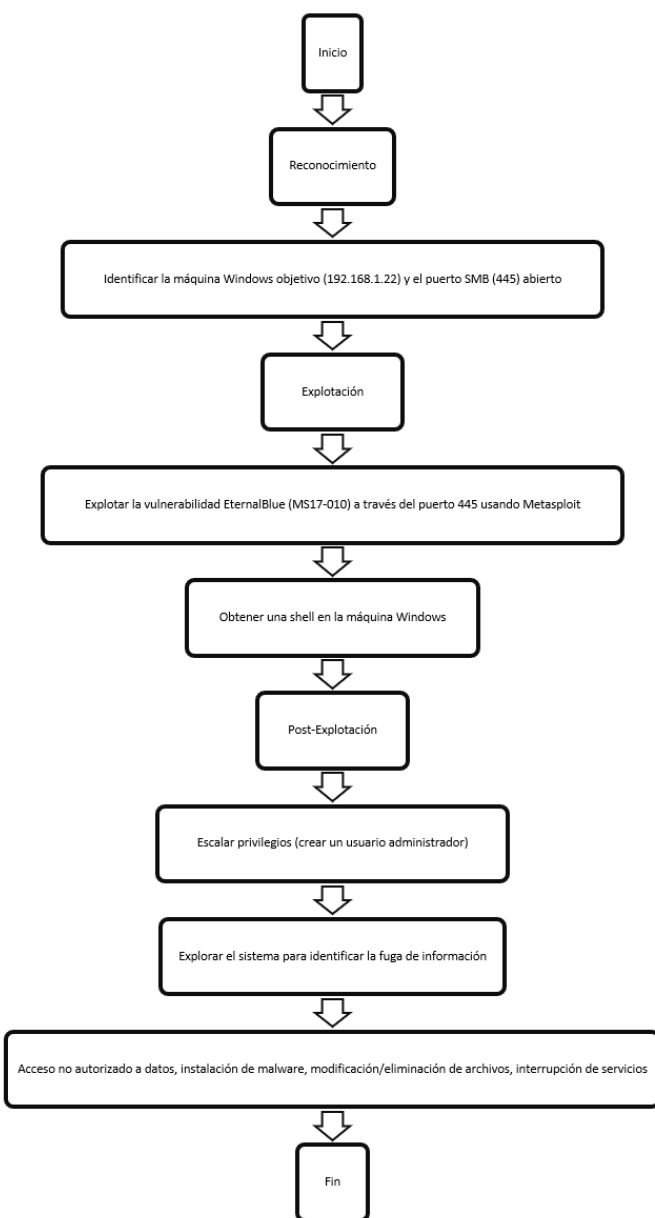 Inicio
Reconocimiento
Identificar la máquina Windows objetivo (192.168.1.22) y el puerto SMB (445) abierto
Explotación
Explotar la vulnerabilidad EternalBlue (MS17-010) a través del puerto 445 usando Metasploit
Obtener una shell en la máquina Windows
Post-Explotación
Escalar privilegios (crear un usuario administrador)
Explorar el sistema para identificar la fuga de información
Acceso no autorizado a datos, instalación de malware, modificación/eliminación de archivos, interrupción de servicios
Fin